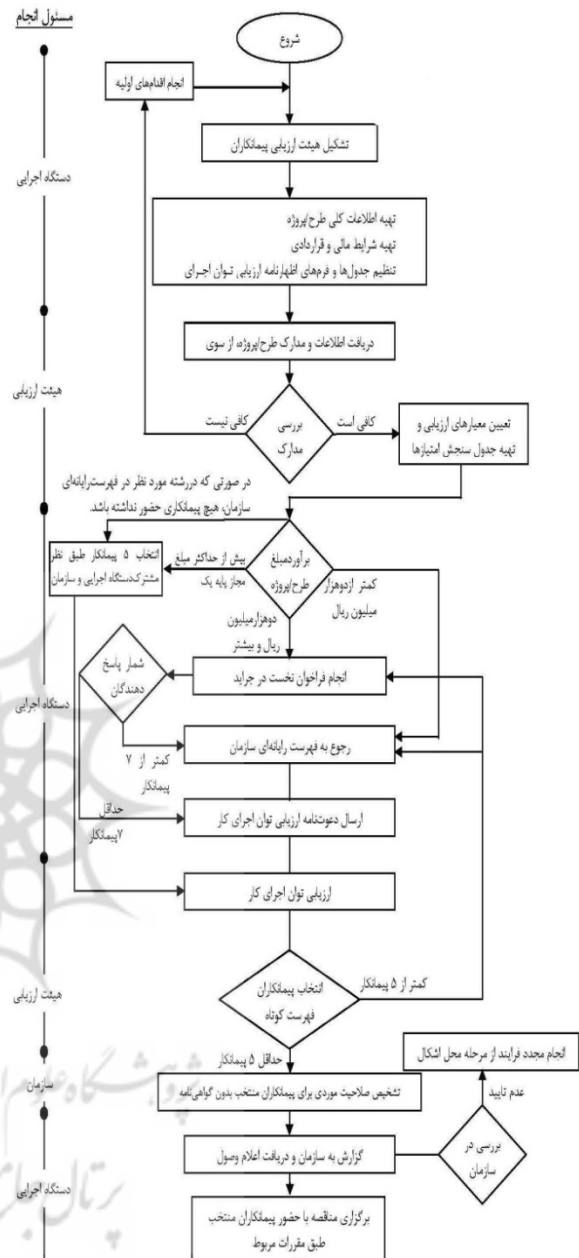 مسئول انجام
شروع
انجام اقدام‌های اولیه
تشکیل هیئت ارزیابی پیمانکاران
دستگاه اجرایی
تهیه اطلاعات کلی طرح/پروژه
تهیه شرایط مالی و قراردادی
تنظیم جدول‌ها و فرم‌های اظهارنامه ارزیابی توان اجرای
دریافت اطلاعات و مدارک طرح/پروژه، از سوی
هیئت ارزیابی
کافی نیست
بررسی
مدارک
کافی است
تعیین معیارهای ارزیابی و
تهیه جدول سنجش امتیازها
در صورتی که دررشته مورد نظر در فهرست‌رایانه‌ای
سازمان، هیچ پیمانکاری حضور نداشته باشد.
انتخاب ۵ پیمانکار طبق نظر
مشترک‌دستگاه اجرایی و سازمان
بیش از حداکثر مبلغ
مجاز پایه یک
برآوردمبلغ
طرح/پروژه
کمتر ازدوهزار
میلیون ریال
دوهزارمیلیون
ریال و بیشتر
شمار پاسخ
دهندگان
انجام فراخوان نخست در جراید
دستگاه اجرایی
رجوع به فهرست رایانه‌ای سازمان
کمتر از ۷
پیمانکار
حداقل
۷پیمانکار
ارسال دعوت‌نامه ارزیابی توان اجرای کار
ارزیابی توان اجرای کار
هیئت ارزیابی
انتخاب پیمانکاران
فهرست کوتاه
کمتر از ۵ پیمانکار
حداقل ۵ پیمانکار
انجام مجدد فرایند از مرحله محل اشکال
سازمان
تشخیص صلاحیت موردی برای پیمانکاران منتخب بدون گواهی‌نامه
عدم تایید
بررسی در
سازمان
گزارش به سازمان و دریافت اعلام وصول
دستگاه اجرایی
برگزاری مناقصه با حضور پیمانکاران منتخب
طبق مقررات مربوط
پژوهشگاه علوم
پرتال جامع